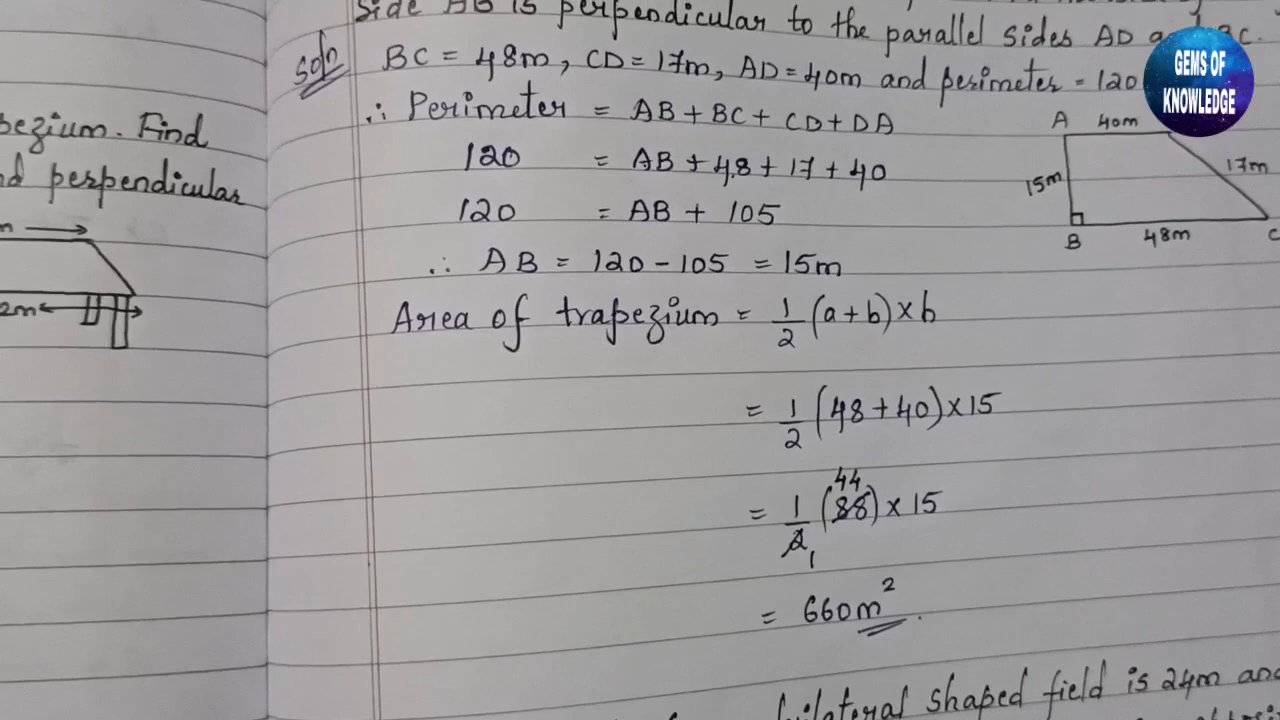 bezium. Find
nd perpendicular
2m
side AB is perpendicular to the parallel sides AD and BC.
Soln
BC = 48m, CD = 17m, AD = 40m and perimeter = 120
∴ Perimeter = AB + BC + CD + DA
120 = AB + 48 + 17 + 40
120 = AB + 105
∴ AB = 120 - 105 = 15m
Area of trapezium = 1/2 (a+b) × h
= 1/2 (48 + 40) × 15
44
= 1/2 (88) × 15
1
= 660m².
A 40m
15m 17m
B 48m C
GEMS OF
KNOWLEDGE
shaped field is 24m and